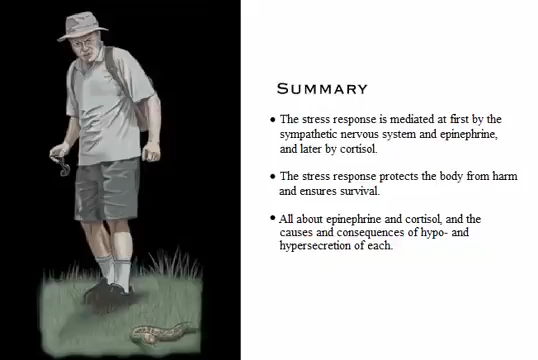 SUMMARY
• The stress response is mediated at first by the
sympathetic nervous system and epinephrine,
and later by cortisol.
• The stress response protects the body from harm
and ensures survival.
• All about epinephrine and cortisol, and the
causes and consequences of hypo- and
hypersecretion of each.